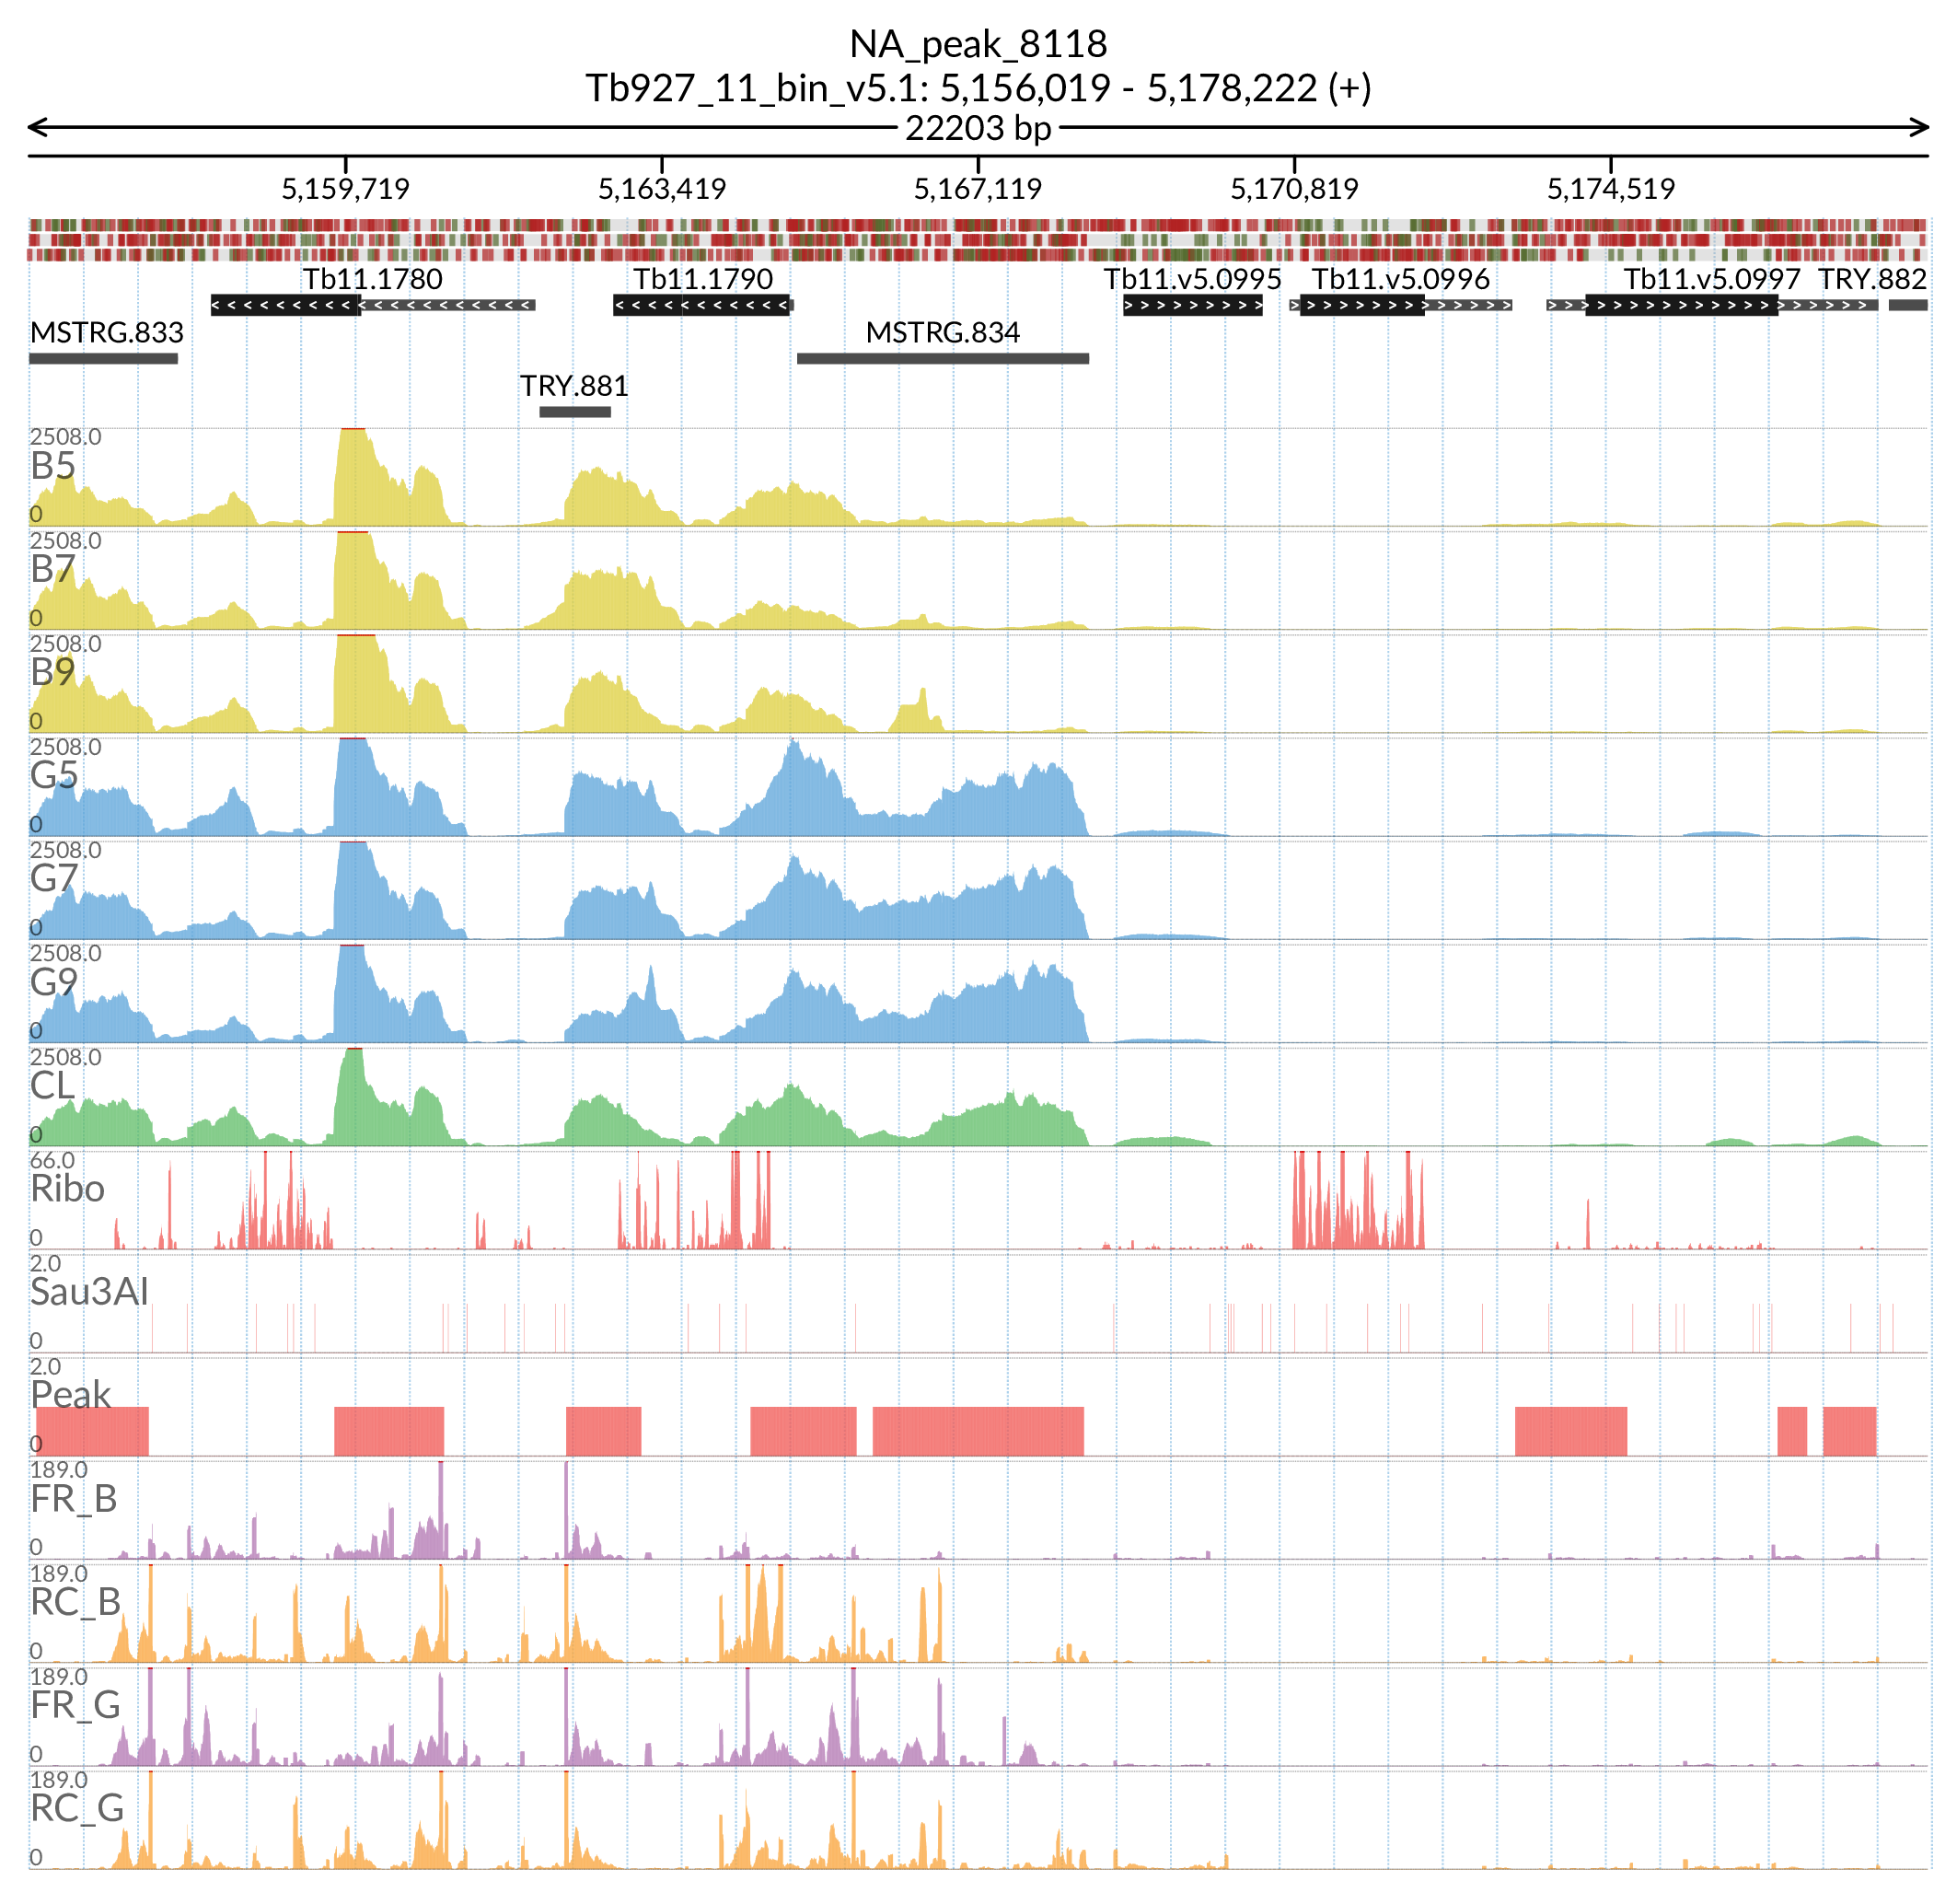 NA_peak_8118
Tb927_11_bin_v5.1: 5,156,019 - 5,178,222 (+)
22203 bp
5,159,719 5,163,419 5,167,119 5,170,819 5,174,519
Tb11.1780 Tb11.1790 Tb11.v5.0995 Tb11.v5.0996 Tb11.v5.0997 TRY.882
MSTRG.833 MSTRG.834
TRY.881
2508.0
B5
0
2508.0
B7
0
2508.0
B9
0
2508.0
G5
0
2508.0
G7
0
2508.0
G9
0
2508.0
CL
0
66.0
Ribo
0
2.0
Sau3AI
0
2.0
Peak
0
189.0
FR_B
0
189.0
RC_B
0
189.0
FR_G
0
189.0
RC_G
0